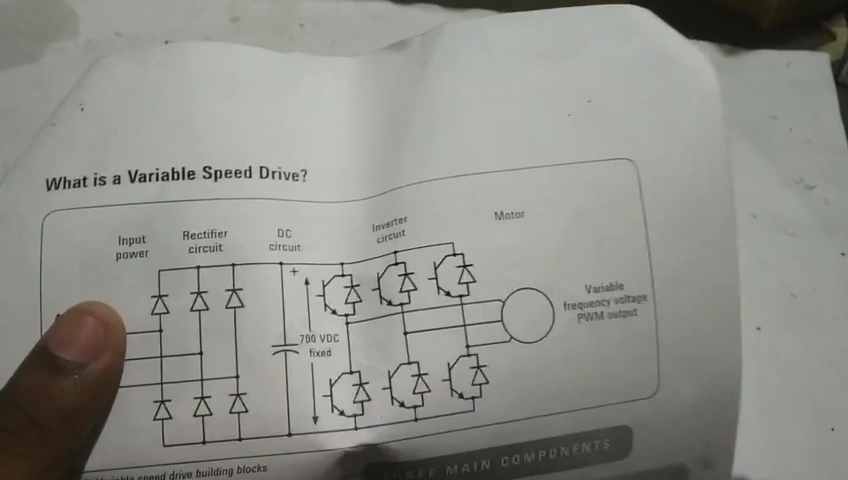 What is a Variable Speed Drive?
Input
power
Rectifier
circuit
DC
circuit
Inverter
circuit
Motor
+
700 VDC
fixed
Variable
frequency voltage
PWM output
speed drive building blocks
MAIN COMPONENTS